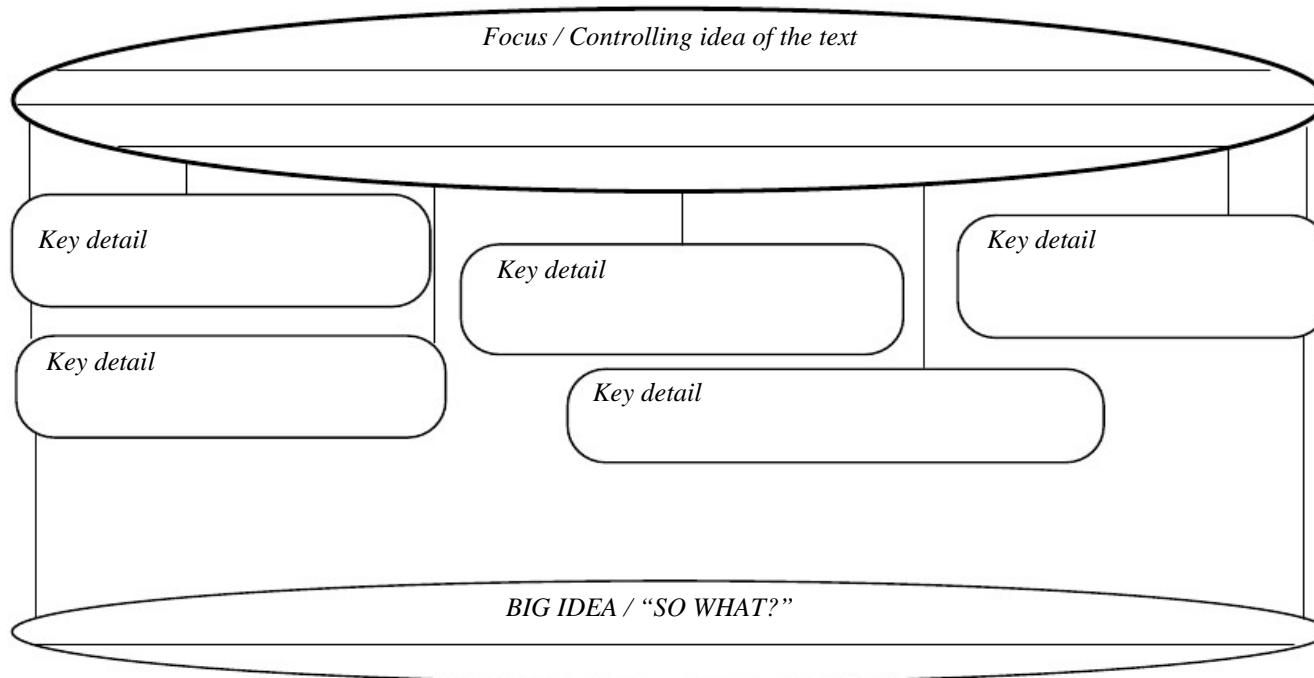 Focus / Controlling idea of the text
Key detail
Key detail
Key detail
Key detail
Key detail
BIG IDEA / “SO WHAT?”